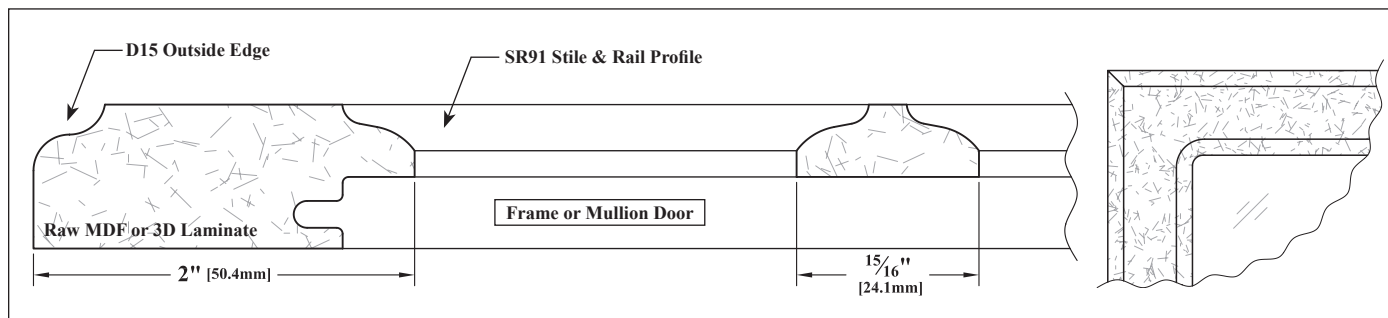 D15 Outside Edge
SR91 Stile & Rail Profile
Raw MDF or 3D Laminate
Frame or Mullion Door
2" [50.4mm]
15/16"
[24.1mm]